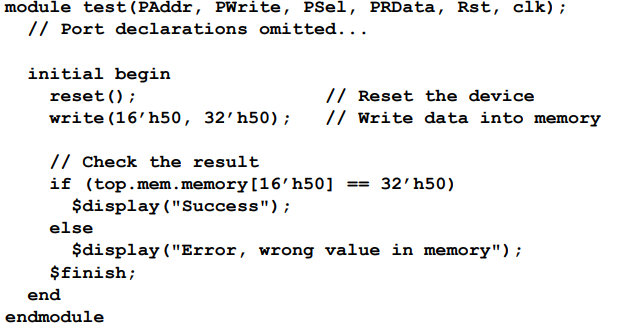 module test(PAddr, PWrite, PSel, PRData, Rst, clk);
// Port declarations omitted...
initial begin
reset(); // Reset the device
write(16’h50, 32’h50); // Write data into memory
// Check the result
if (top.mem.memory[16’h50] == 32’h50)
$display("Success");
else
$display("Error, wrong value in memory");
$finish;
end
endmodule